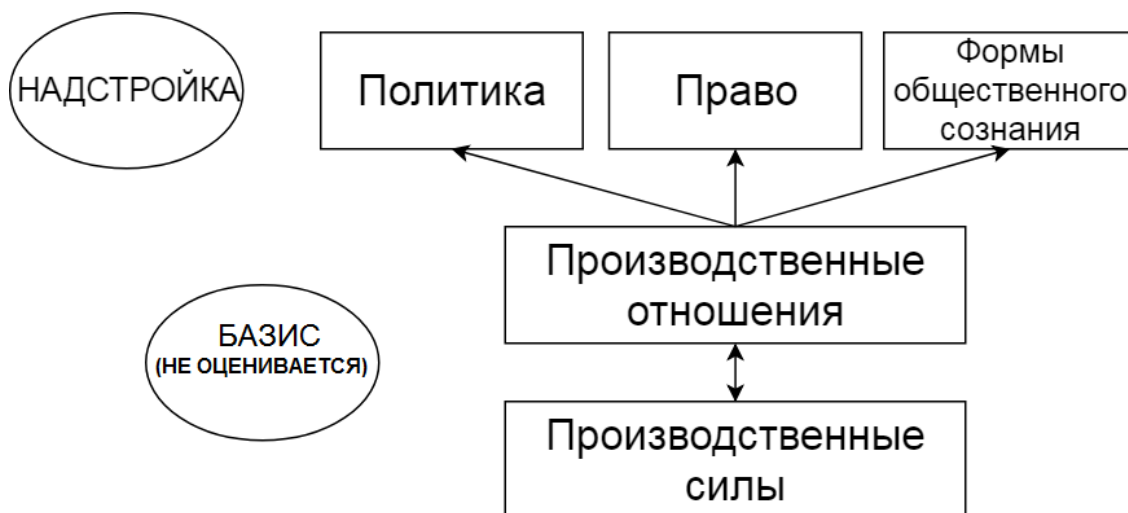 НАДСТРОЙКА
Политика
Право
Формы
общественного
сознания
Производственные
отношения
БАЗИС
(НЕ ОЦЕНИВАЕТСЯ)
Производственные
силы